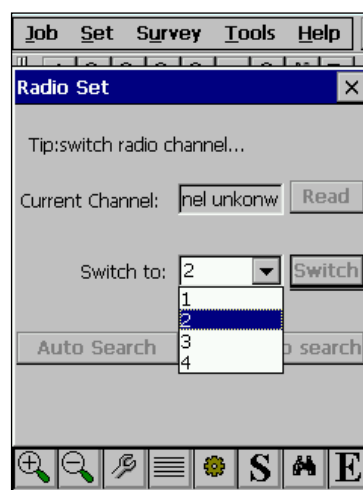 Job Set Survey Tools Help
Radio Set
Tip:switch radio channel...
Current Channel: nel unkonw Read
Switch to: 2 Switch
1
2
3
4
Auto Search search
S E